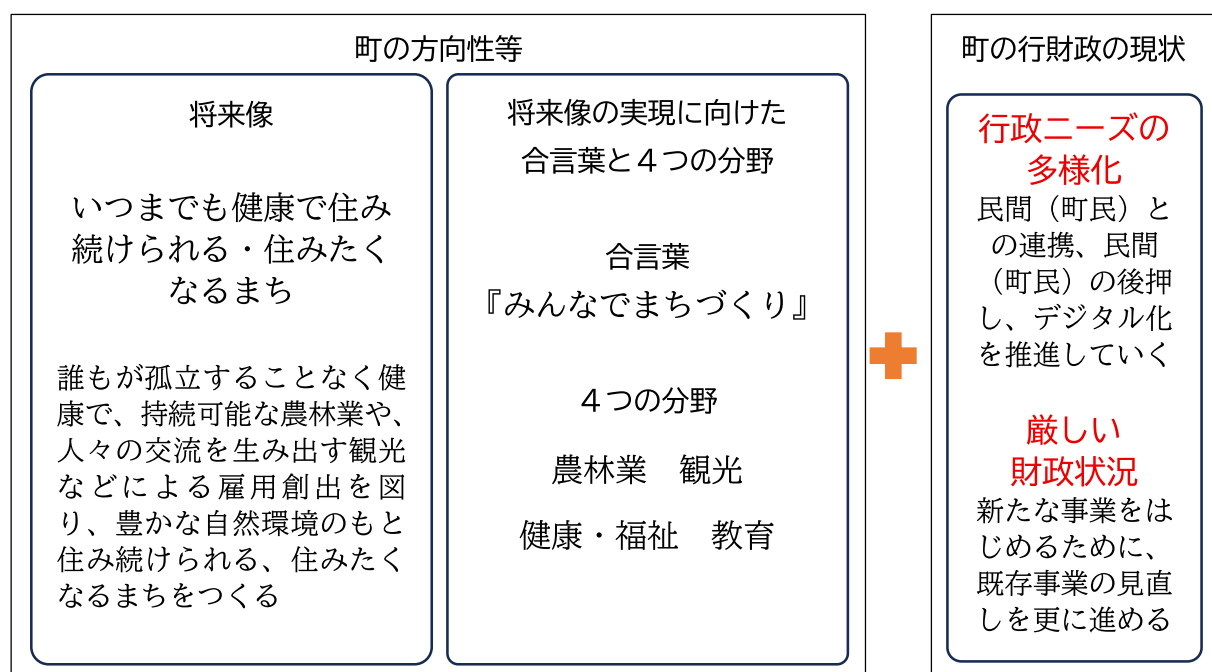 町の方向性等
将来像
いつまでも健康で住み
続けられる・住みたく
なるまち
誰もが孤立することなく健
康で、持続可能な農林業や、
人々の交流を生み出す観光
などによる雇用創出を図
り、豊かな自然環境のもと
住み続けられる、住みたく
なるまちをつくる
将来像の実現に向けた
合言葉と４つの分野
合言葉
『みんなでまちづくり』
４つの分野
農林業　観光
健康・福祉　教育
町の行財政の現状
行政ニーズの
多様化
民間（町民）と
の連携、民間
（町民）の後押
し、デジタル化
を推進していく
厳しい
財政状況
新たな事業をは
じめるために、
既存事業の見直
しを更に進める